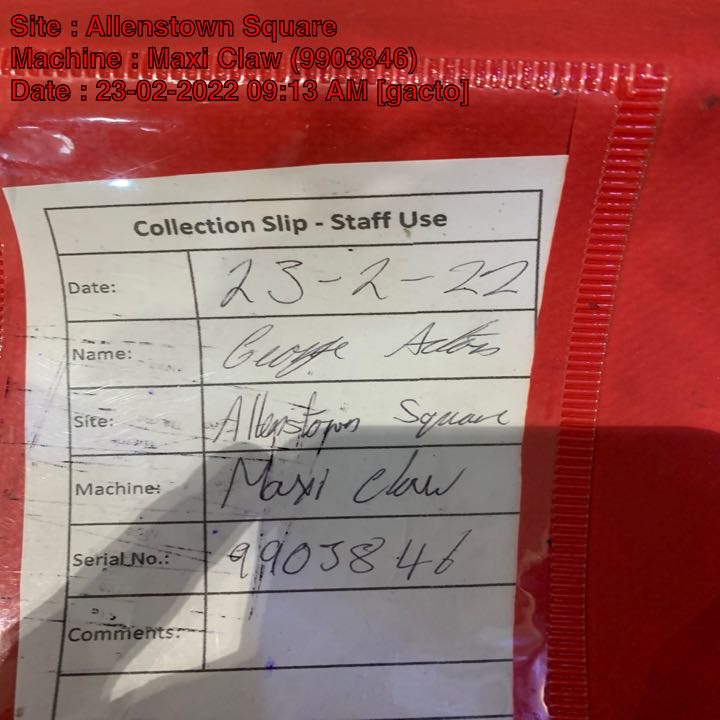 Site : Allenstown Square
Machine : Maxi Claw (9903846)
Date : 23-02-2022 09:13 AM [gacto]
Collection Slip - Staff Use
Date: 23-2-22
Name: George
Site: Allenstown Square
Machine: Maxi Claw
Serial No.: 9903846
Comments: